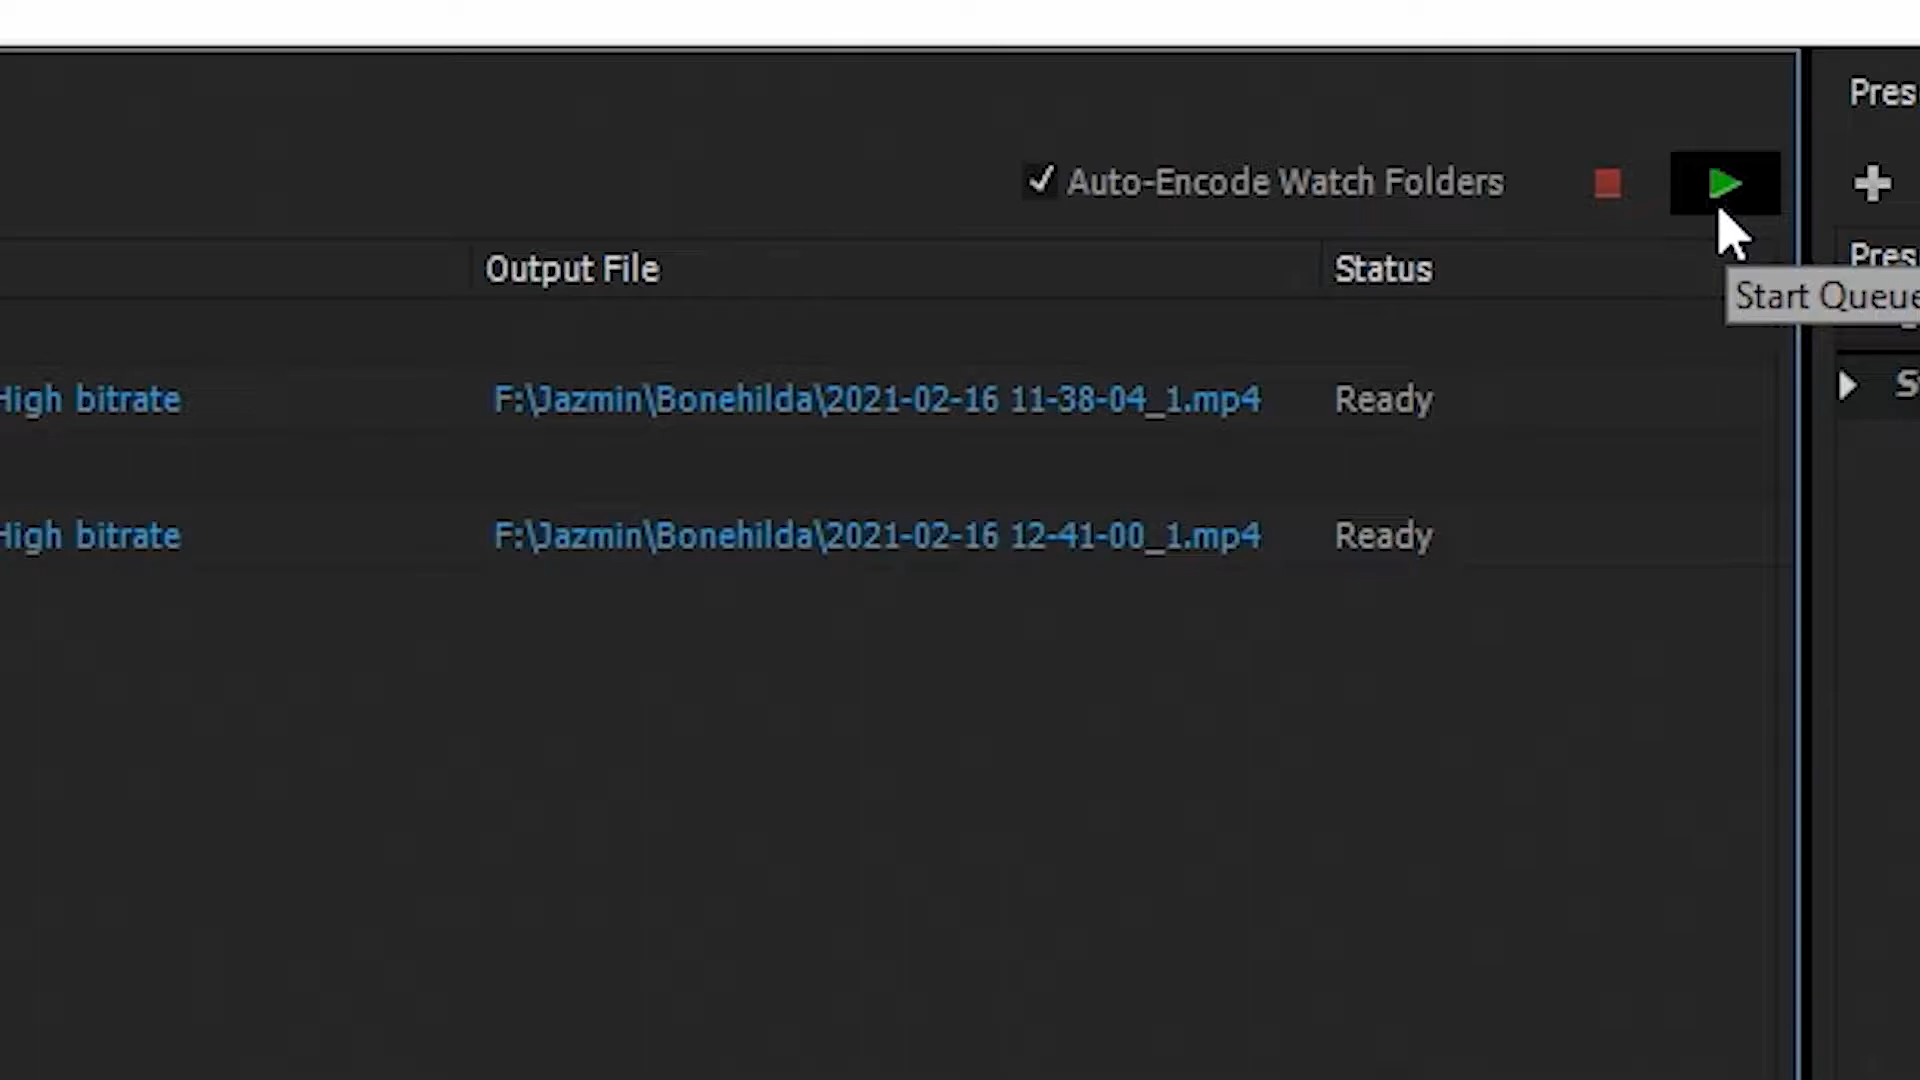 Auto-Encode Watch Folders
Output File
Status
Start Queue
High bitrate
F:\Jazmin\Bonehilda\2021-02-16 11-38-04_1.mp4
Ready
High bitrate
F:\Jazmin\Bonehilda\2021-02-16 12-41-00_1.mp4
Ready